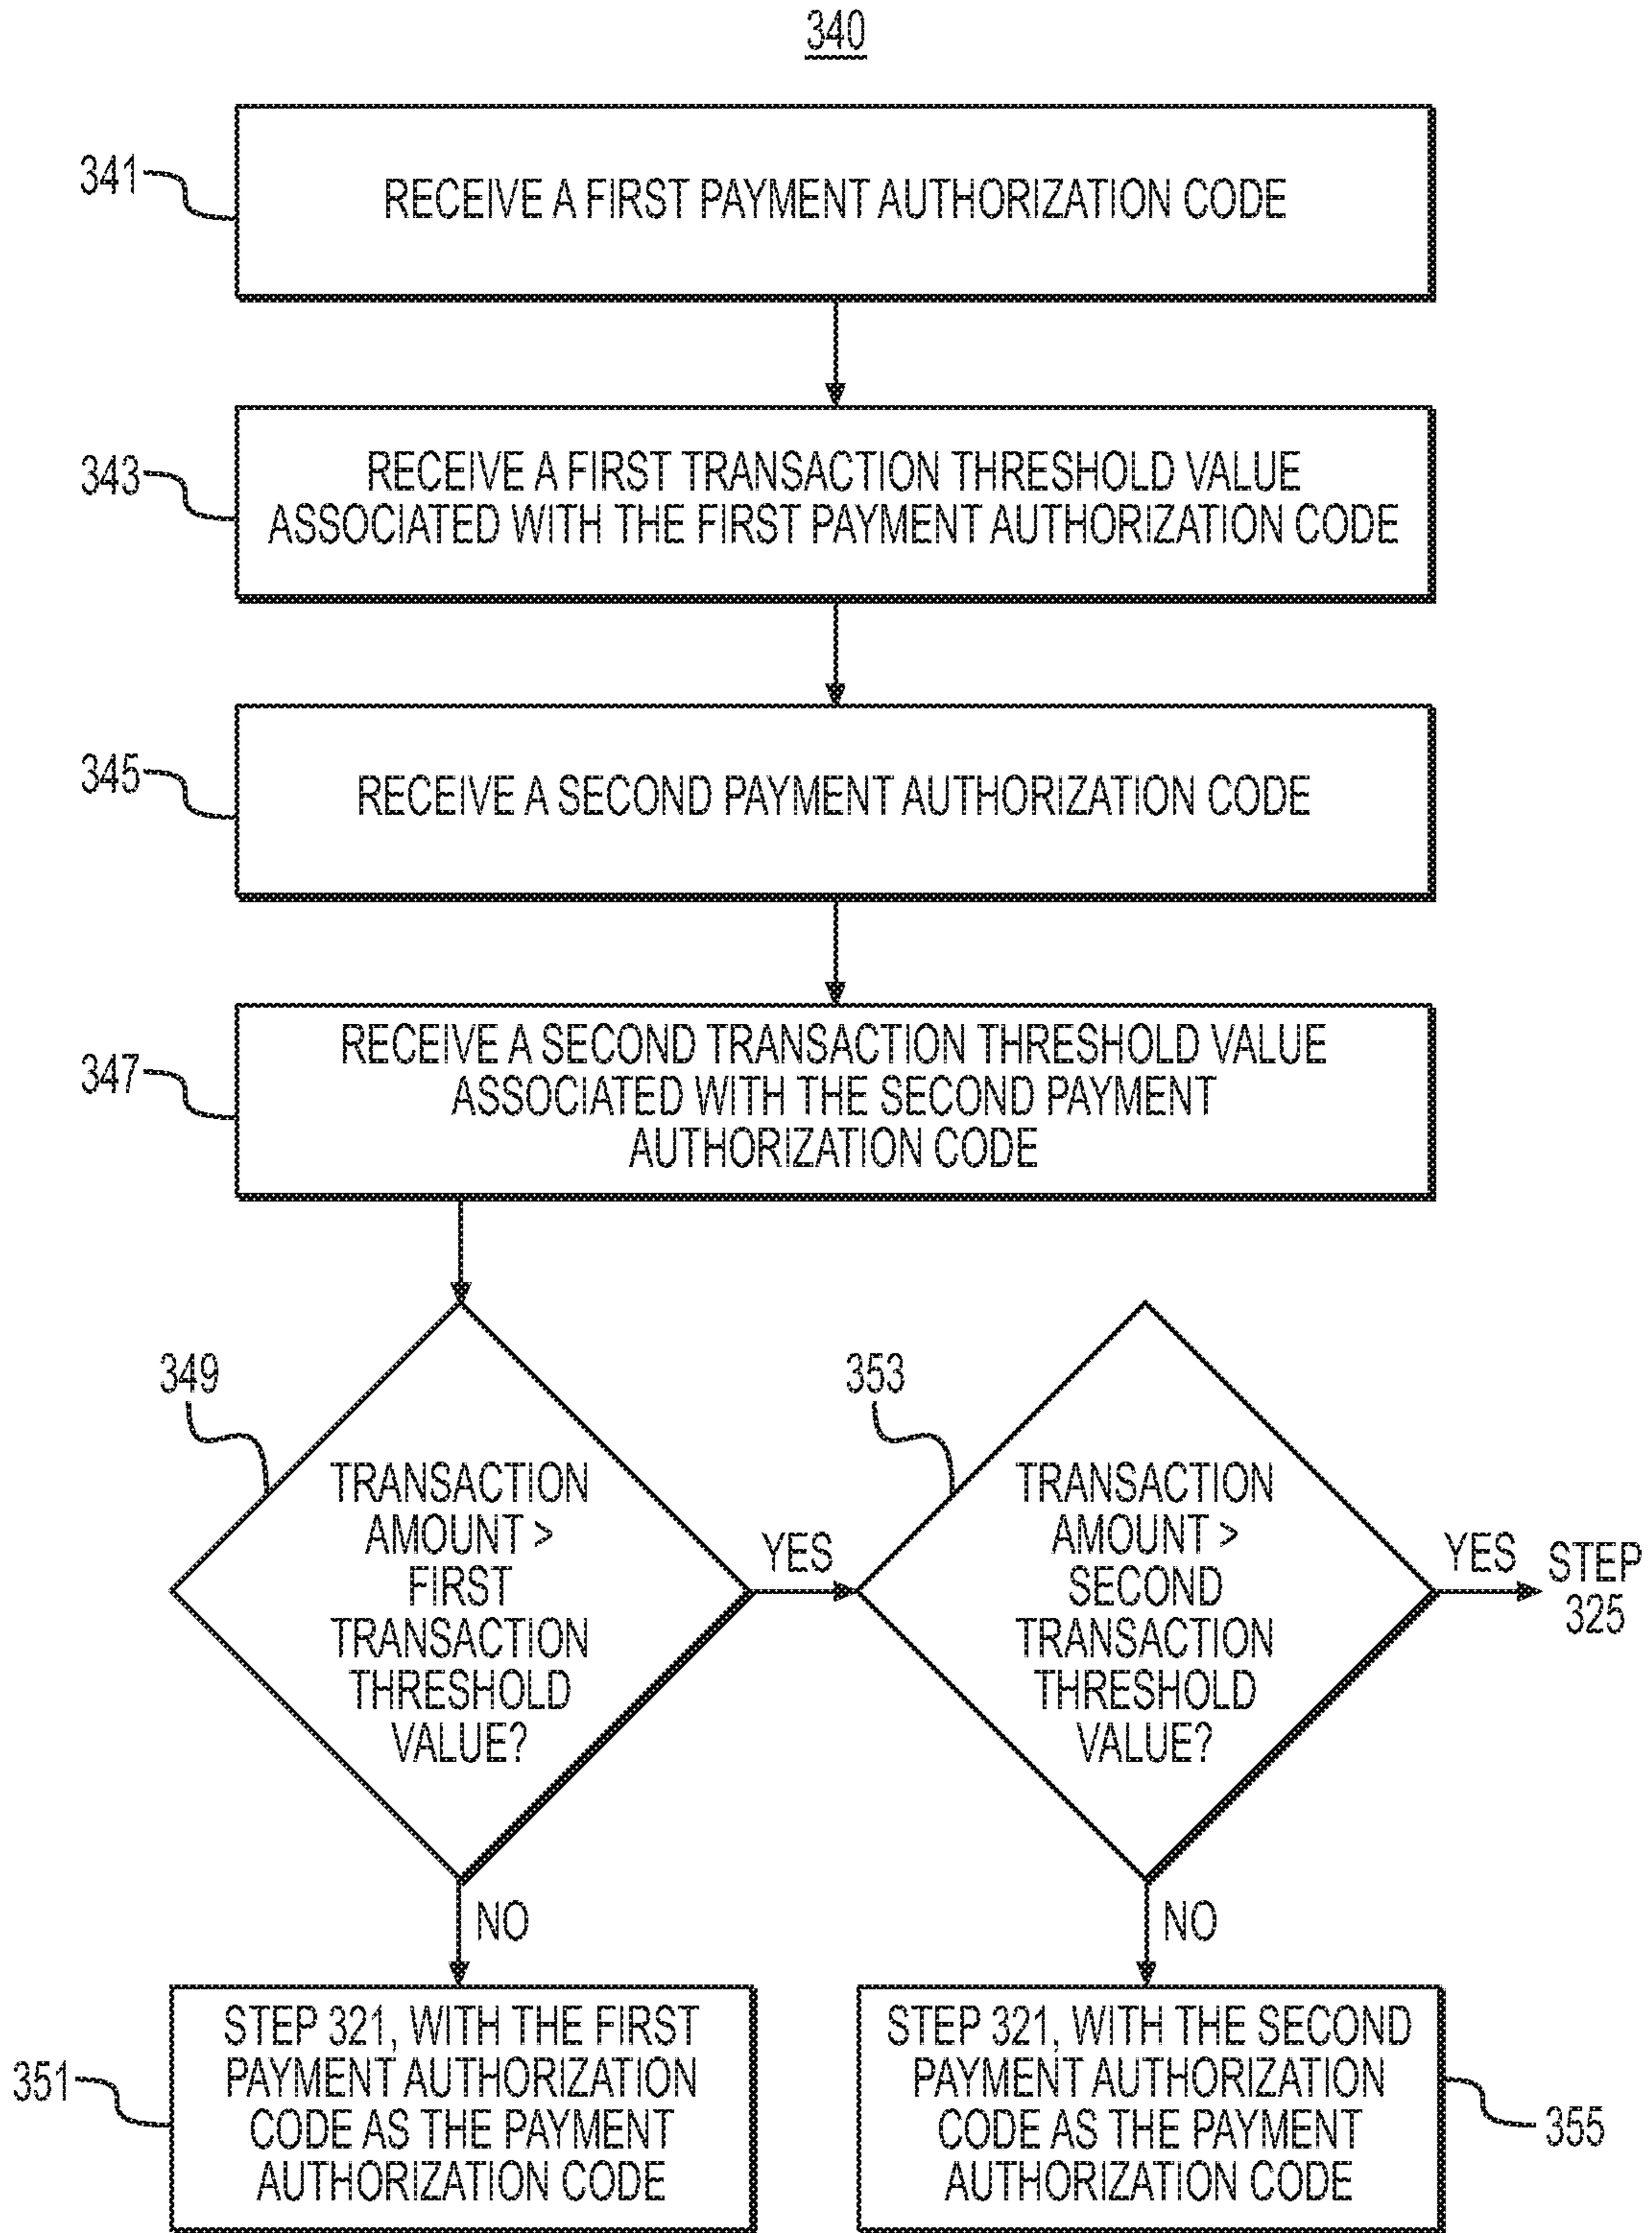 340
341
RECEIVE A FIRST PAYMENT AUTHORIZATION CODE
343
RECEIVE A FIRST TRANSACTION THRESHOLD VALUE
ASSOCIATED WITH THE FIRST PAYMENT AUTHORIZATION CODE
345
RECEIVE A SECOND PAYMENT AUTHORIZATION CODE
347
RECEIVE A SECOND TRANSACTION THRESHOLD VALUE
ASSOCIATED WITH THE SECOND PAYMENT
AUTHORIZATION CODE
349
TRANSACTION
AMOUNT >
FIRST
TRANSACTION
THRESHOLD
VALUE?
YES
353
TRANSACTION
AMOUNT >
SECOND
TRANSACTION
THRESHOLD
VALUE?
YES
STEP
325
NO
NO
351
STEP 321, WITH THE FIRST
PAYMENT AUTHORIZATION
CODE AS THE PAYMENT
AUTHORIZATION CODE
STEP 321, WITH THE SECOND
PAYMENT AUTHORIZATION
CODE AS THE PAYMENT
AUTHORIZATION CODE
355